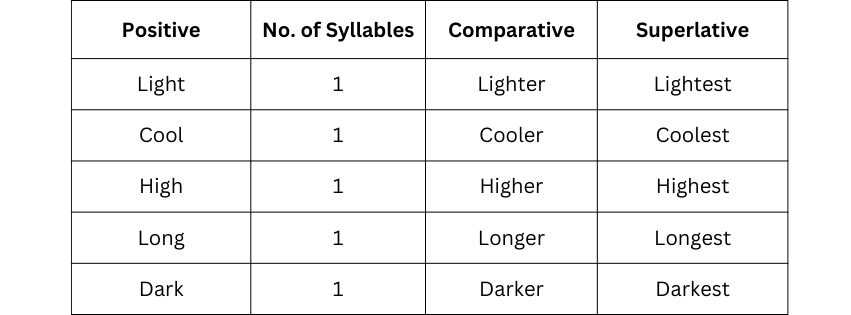 Positive No. of Syllables Comparative Superlative
Light 1 Lighter Lightest
Cool 1 Cooler Coolest
High 1 Higher Highest
Long 1 Longer Longest
Dark 1 Darker Darkest